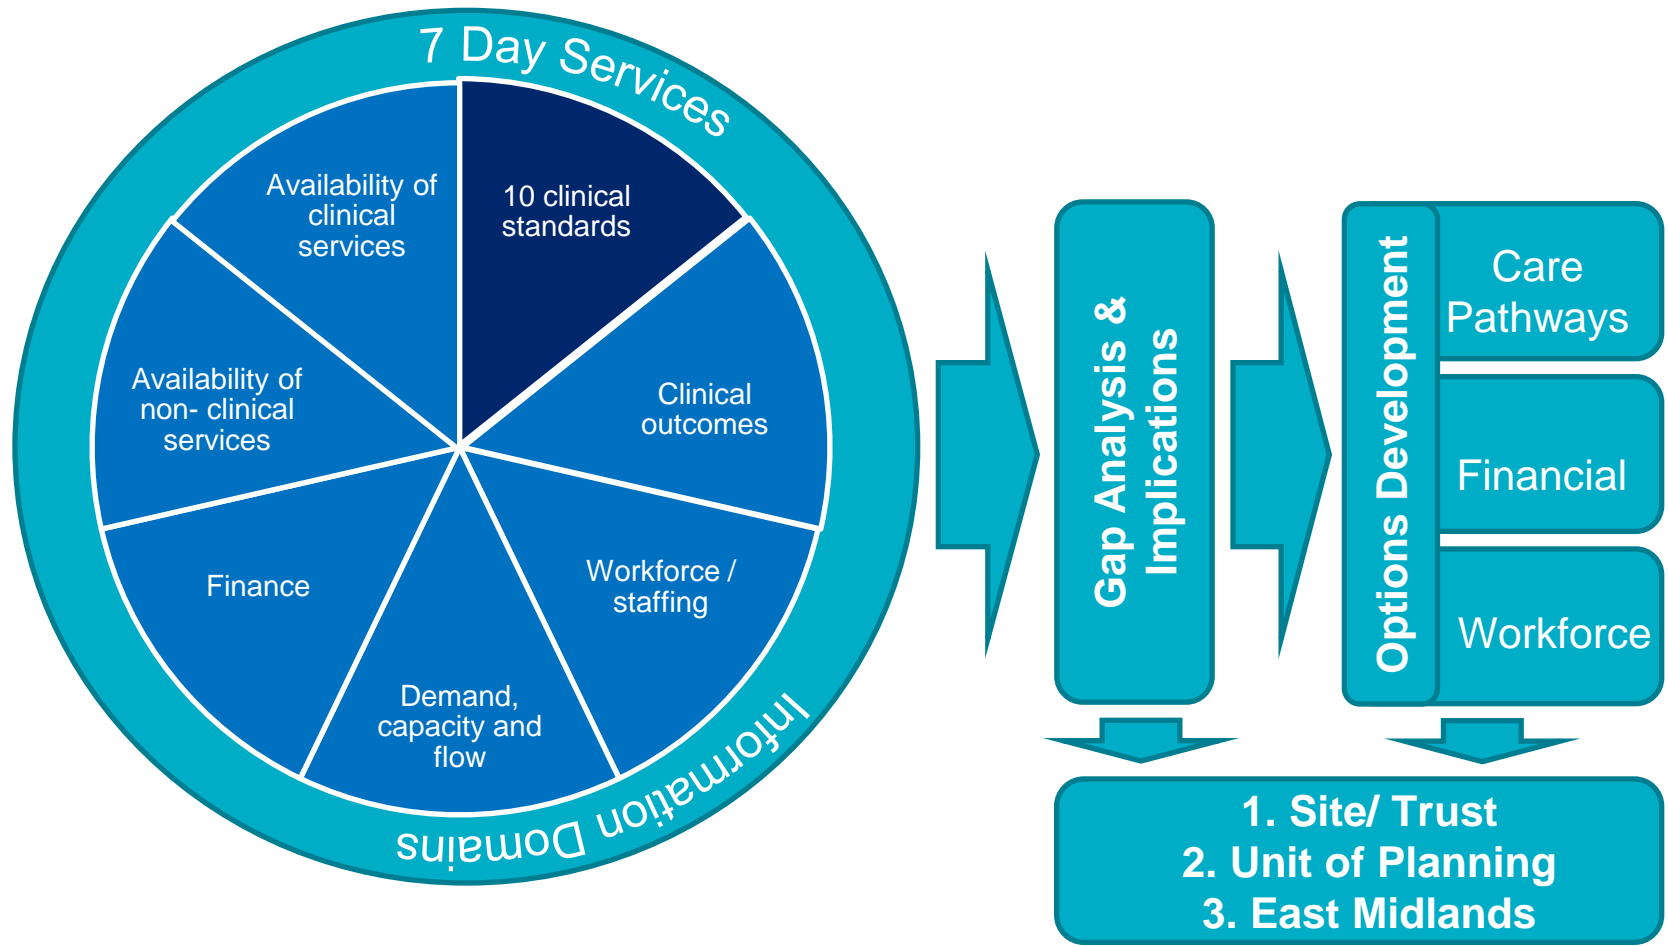 7 Day Services
10 clinical
standards
Clinical
outcomes
Workforce /
staffing
Demand,
capacity and
flow
Finance
Availability of
non- clinical
services
Availability of
clinical
services
Information Domains
Gap Analysis &
Implications
Options Development
Care
Pathways
Financial
Workforce
1. Site/ Trust
2. Unit of Planning
3. East Midlands